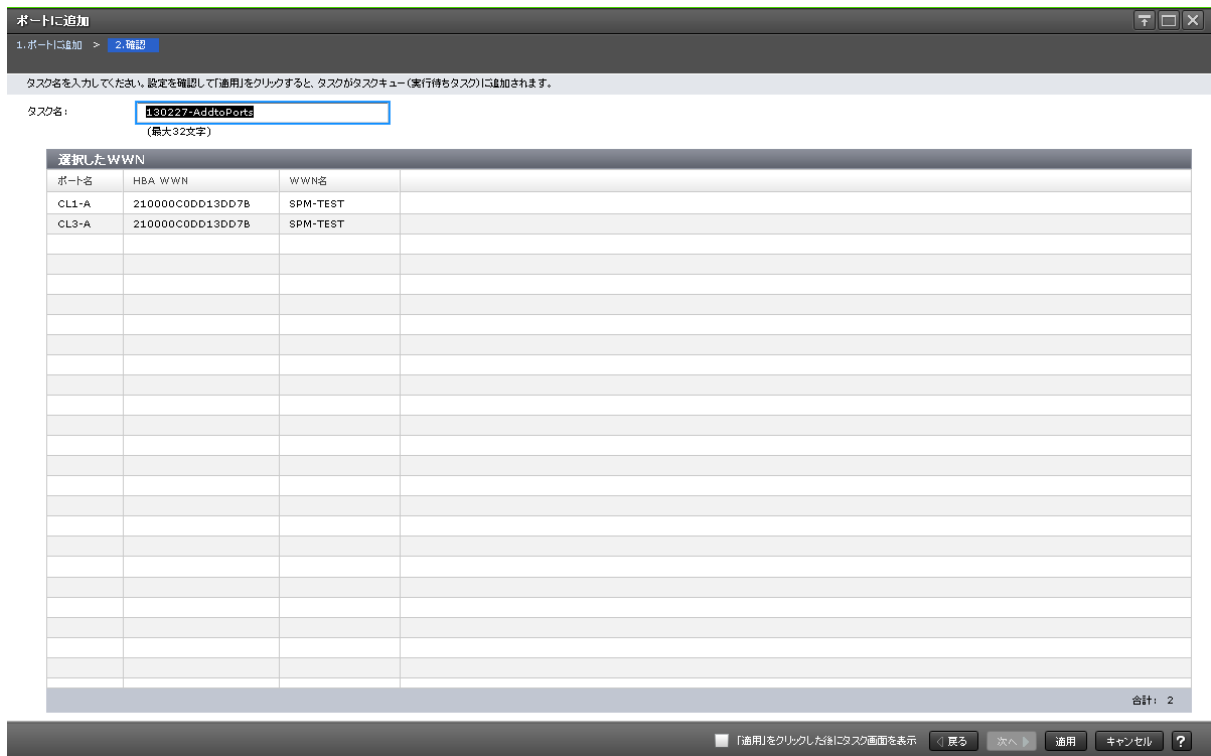 ポートに追加
1.ポートに追加 > 2.確認
タスク名を入力してください。設定を確認して「適用」をクリックすると、タスクがタスクキュー(実行待ちタスク)に追加されます。
タスク名: 130227-AddtoPorts
(最大32文字)
選択したWWN
ポート名 HBA WWN WWN名
CL1-A 210000C0DD13DD7B SPM-TEST
CL3-A 210000C0DD13DD7B SPM-TEST
合計: 2
「適用」をクリックした後にタスク画面を表示 戻る 次へ 適用 キャンセル ?